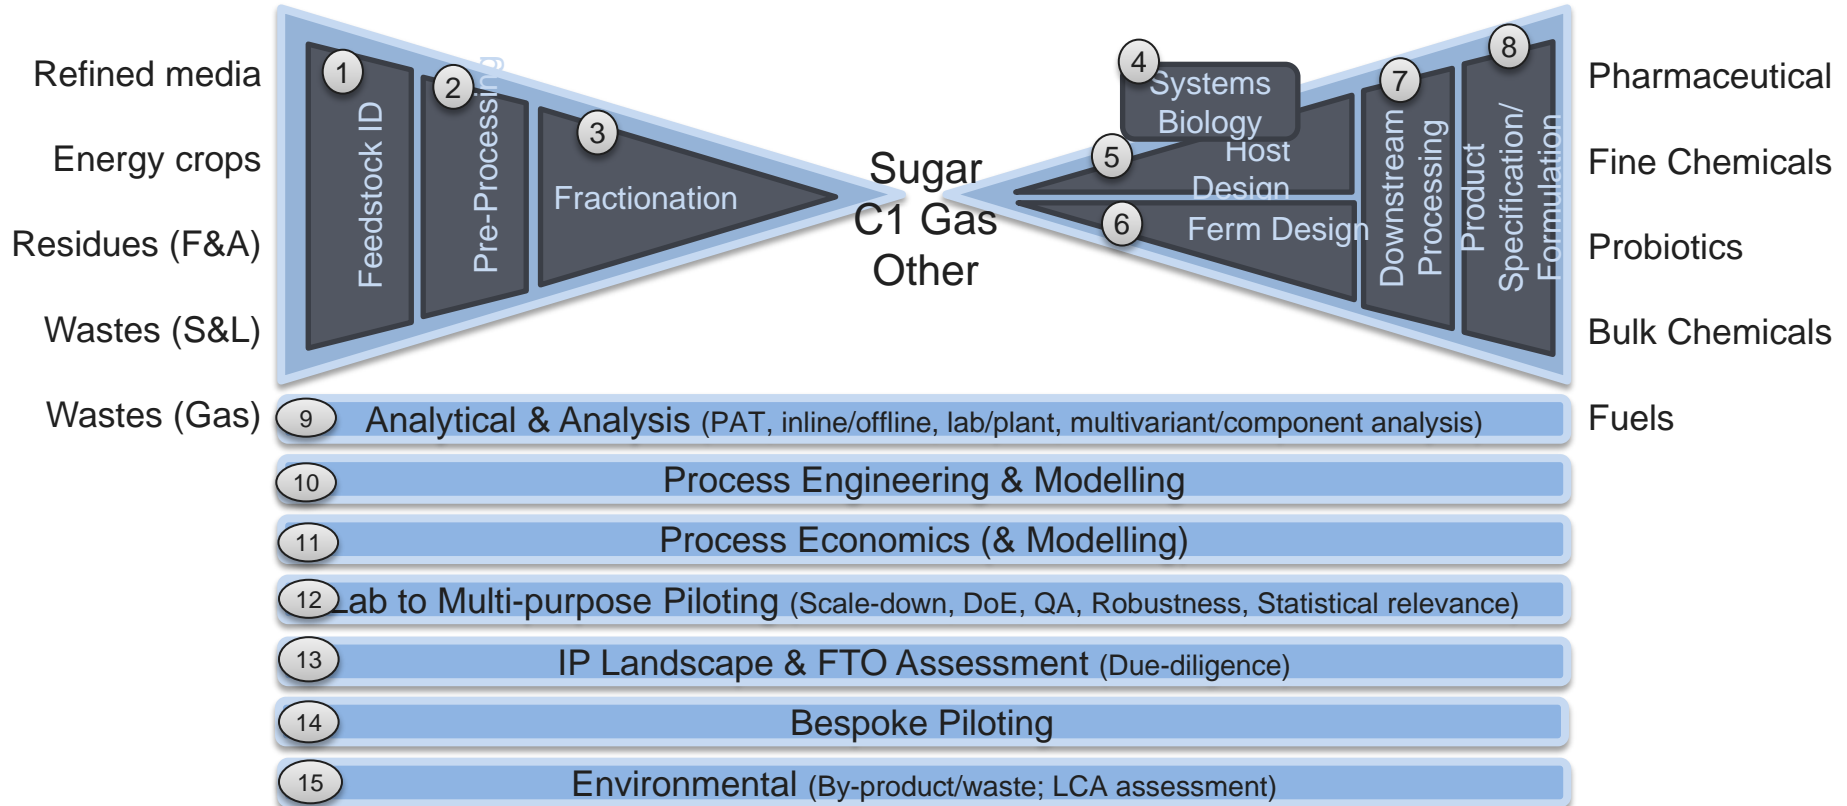 Refined media
Energy crops
Residues (F&A)
Wastes (S&L)
Wastes (Gas)
1
Feedstock ID
2
Pre-Processing
3
Fractionation
Sugar
C1 Gas
Other
4
Systems
Biology
5
Host
Design
6
Ferm Design
7
Downstream
Processing
8
Product
Specification/
Formulation
Pharmaceutical
Fine Chemicals
Probiotics
Bulk Chemicals
Fuels
9 Analytical & Analysis (PAT, inline/offline, lab/plant, multivariant/component analysis)
10 Process Engineering & Modelling
11 Process Economics (& Modelling)
12 Lab to Multi-purpose Piloting (Scale-down, DoE, QA, Robustness, Statistical relevance)
13 IP Landscape & FTO Assessment (Due-diligence)
14 Bespoke Piloting
15 Environmental (By-product/waste; LCA assessment)